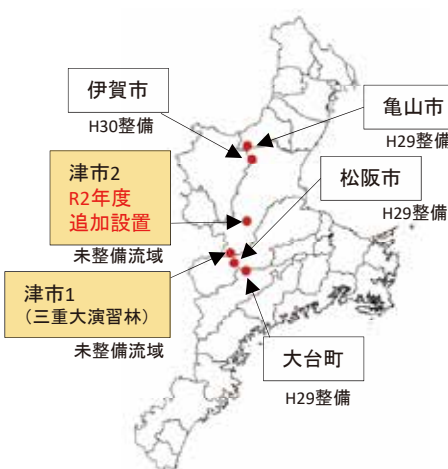 伊賀市
H30整備
亀山市
H29整備
津市2
R2年度
追加設置
未整備流域
松阪市
H29整備
津市1
（三重大演習林）
未整備流域
大台町
H29整備